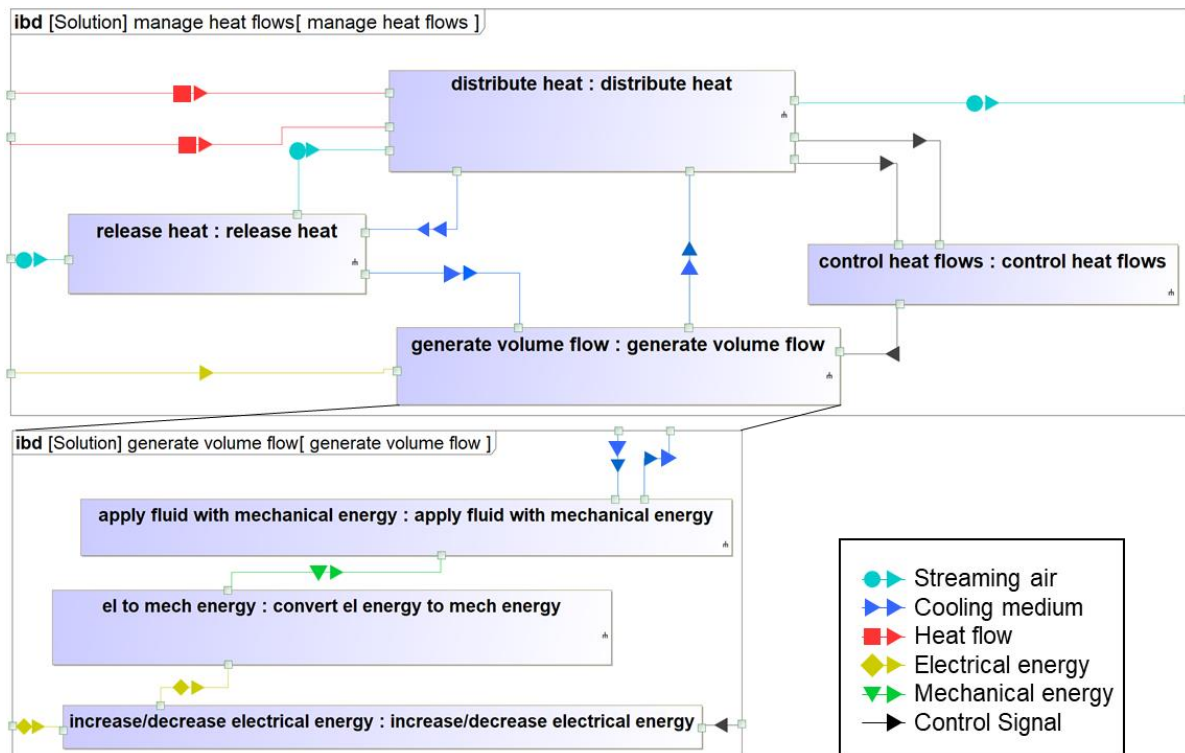 ibd [Solution] manage heat flows[ manage heat flows ]
distribute heat : distribute heat
release heat : release heat
control heat flows : control heat flows
generate volume flow : generate volume flow
ibd [Solution] generate volume flow[ generate volume flow ]
apply fluid with mechanical energy : apply fluid with mechanical energy
el to mech energy : convert el energy to mech energy
increase/decrease electrical energy : increase/decrease electrical energy
Streaming air
Cooling medium
Heat flow
Electrical energy
Mechanical energy
Control Signal